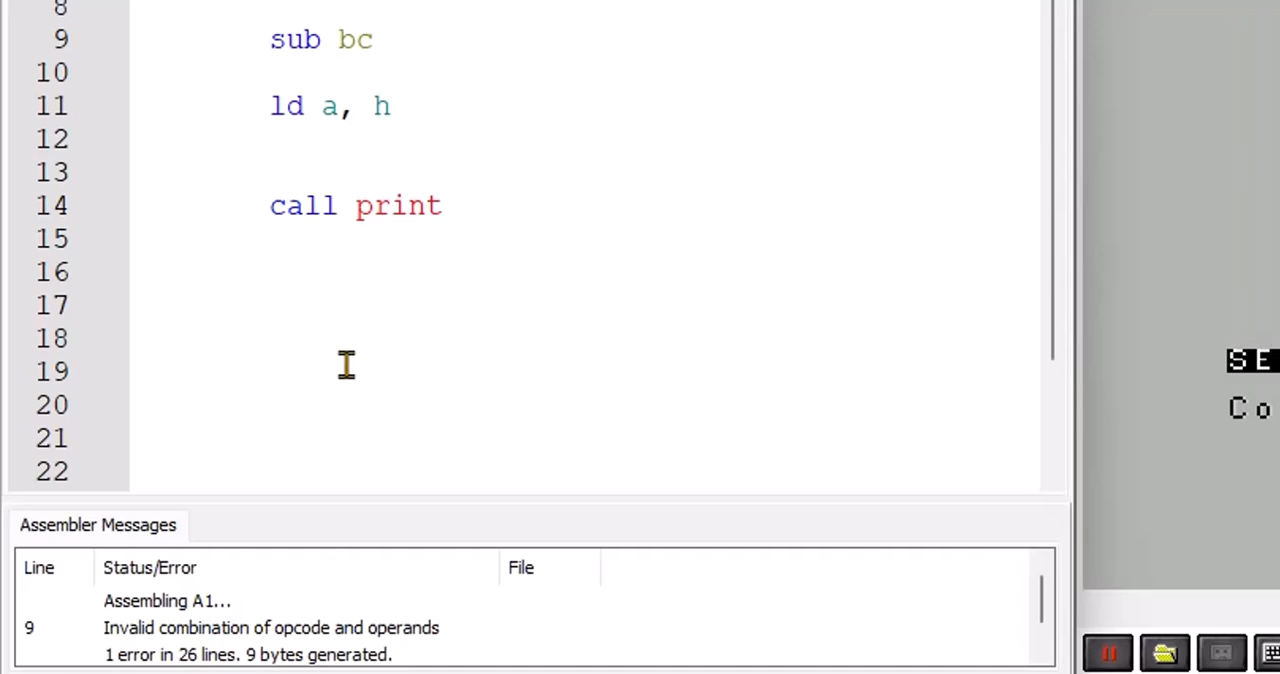 8
9 sub bc
10
11 ld a, h
12
13
14 call print
15
16
17
18
19
20
21
22
SE
Co
Assembler Messages
Line Status/Error File
Assembling A1...
9 Invalid combination of opcode and operands
1 error in 26 lines. 9 bytes generated.